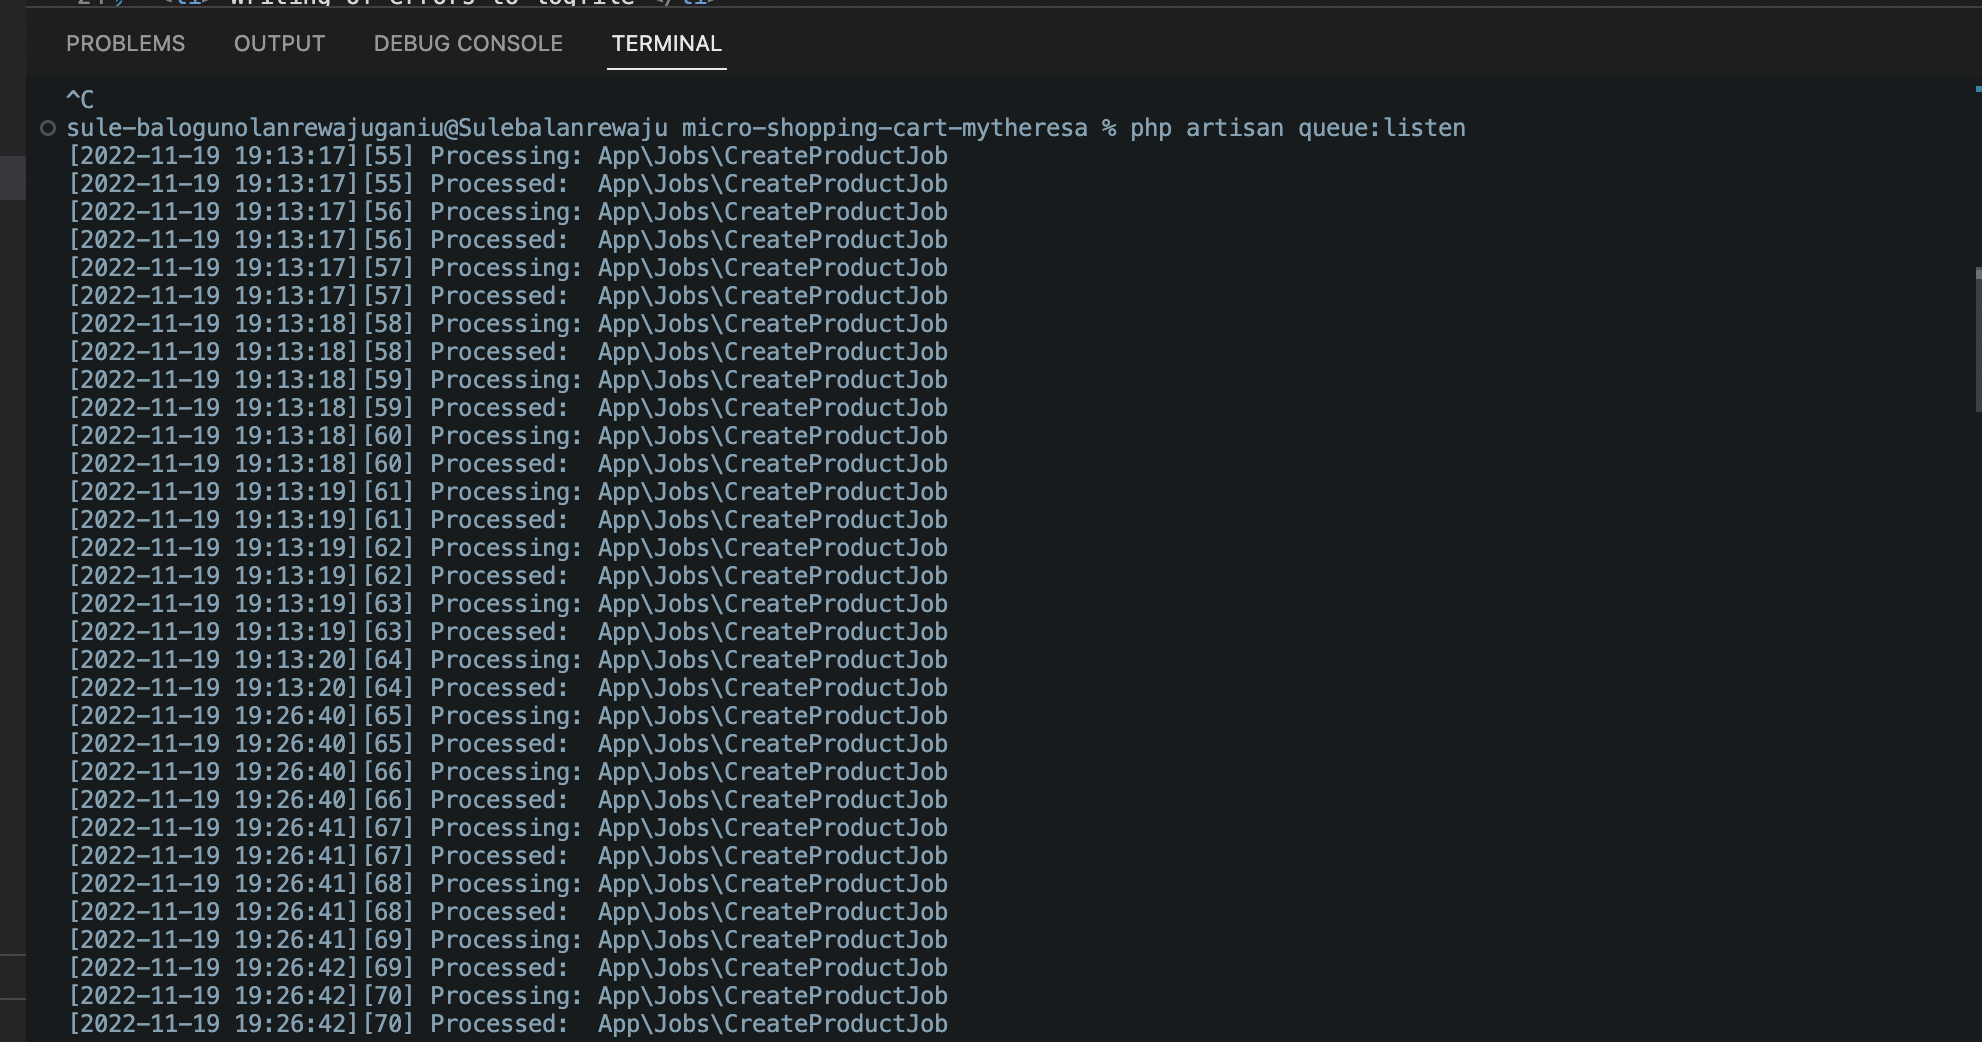 <li> Writing of errors to logfile </li>
PROBLEMS OUTPUT DEBUG CONSOLE TERMINAL
^C
sule-balogunolanrewajuganiu@Sulebalanrewaju micro-shopping-cart-mytheresa % php artisan queue:listen
[2022-11-19 19:13:17][55] Processing: App\Jobs\CreateProductJob
[2022-11-19 19:13:17][55] Processed:  App\Jobs\CreateProductJob
[2022-11-19 19:13:17][56] Processing: App\Jobs\CreateProductJob
[2022-11-19 19:13:17][56] Processed:  App\Jobs\CreateProductJob
[2022-11-19 19:13:17][57] Processing: App\Jobs\CreateProductJob
[2022-11-19 19:13:17][57] Processed:  App\Jobs\CreateProductJob
[2022-11-19 19:13:18][58] Processing: App\Jobs\CreateProductJob
[2022-11-19 19:13:18][58] Processed:  App\Jobs\CreateProductJob
[2022-11-19 19:13:18][59] Processing: App\Jobs\CreateProductJob
[2022-11-19 19:13:18][59] Processed:  App\Jobs\CreateProductJob
[2022-11-19 19:13:18][60] Processing: App\Jobs\CreateProductJob
[2022-11-19 19:13:18][60] Processed:  App\Jobs\CreateProductJob
[2022-11-19 19:13:19][61] Processing: App\Jobs\CreateProductJob
[2022-11-19 19:13:19][61] Processed:  App\Jobs\CreateProductJob
[2022-11-19 19:13:19][62] Processing: App\Jobs\CreateProductJob
[2022-11-19 19:13:19][62] Processed:  App\Jobs\CreateProductJob
[2022-11-19 19:13:19][63] Processing: App\Jobs\CreateProductJob
[2022-11-19 19:13:19][63] Processed:  App\Jobs\CreateProductJob
[2022-11-19 19:13:20][64] Processing: App\Jobs\CreateProductJob
[2022-11-19 19:13:20][64] Processed:  App\Jobs\CreateProductJob
[2022-11-19 19:26:40][65] Processing: App\Jobs\CreateProductJob
[2022-11-19 19:26:40][65] Processed:  App\Jobs\CreateProductJob
[2022-11-19 19:26:40][66] Processing: App\Jobs\CreateProductJob
[2022-11-19 19:26:40][66] Processed:  App\Jobs\CreateProductJob
[2022-11-19 19:26:41][67] Processing: App\Jobs\CreateProductJob
[2022-11-19 19:26:41][67] Processed:  App\Jobs\CreateProductJob
[2022-11-19 19:26:41][68] Processing: App\Jobs\CreateProductJob
[2022-11-19 19:26:41][68] Processed:  App\Jobs\CreateProductJob
[2022-11-19 19:26:41][69] Processing: App\Jobs\CreateProductJob
[2022-11-19 19:26:42][69] Processed:  App\Jobs\CreateProductJob
[2022-11-19 19:26:42][70] Processing: App\Jobs\CreateProductJob
[2022-11-19 19:26:42][70] Processed:  App\Jobs\CreateProductJob